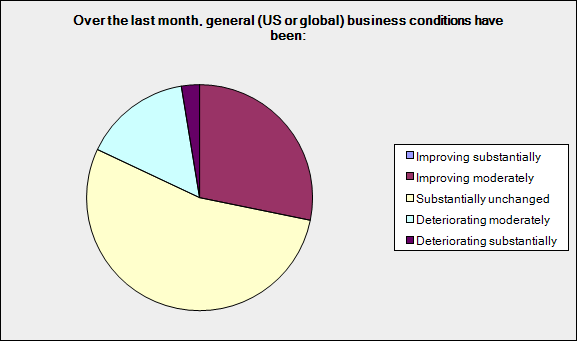 Over the last month, general (US or global) business conditions have
been:
Improving substantially
Improving moderately
Substantially unchanged
Deteriorating moderately
Deteriorating substantially